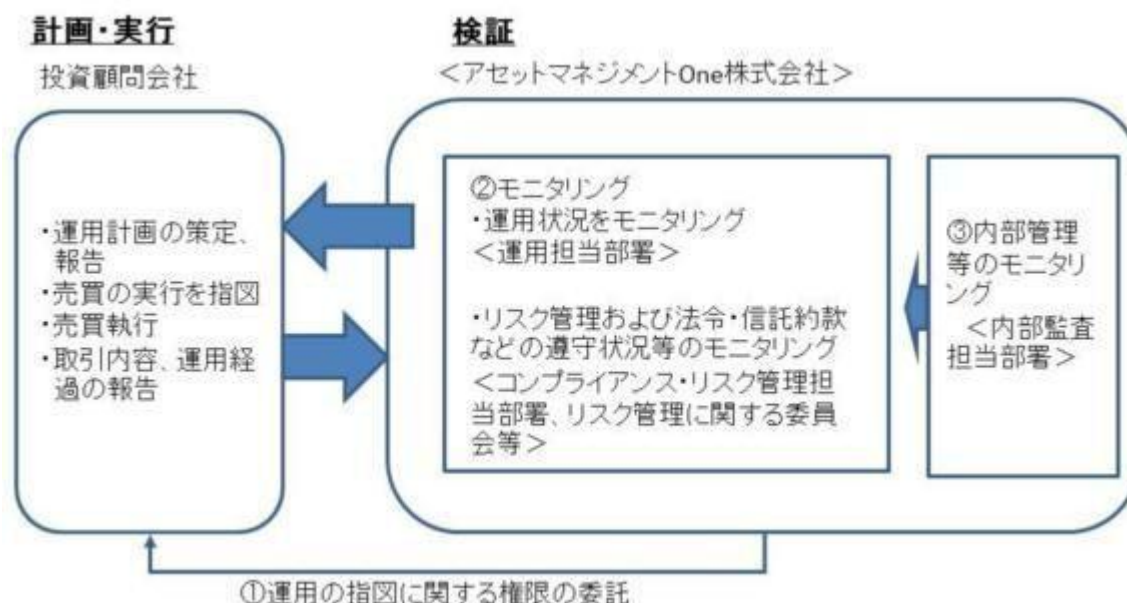 計画・実行
投資顧問会社
・運用計画の策定、
報告
・売買の実行を指図
・売買執行
・取引内容、運用経
過の報告
検証
＜アセットマネジメントOne株式会社＞
②モニタリング
・運用状況をモニタリング
＜運用担当部署＞
・リスク管理および法令・信託約款
などの遵守状況等のモニタリング
＜コンプライアンス・リスク管理担
当部署、リスク管理に関する委員
会等＞
③内部管理
等のモニタリ
ング
＜内部監査
担当部署＞
①運用の指図に関する権限の委託